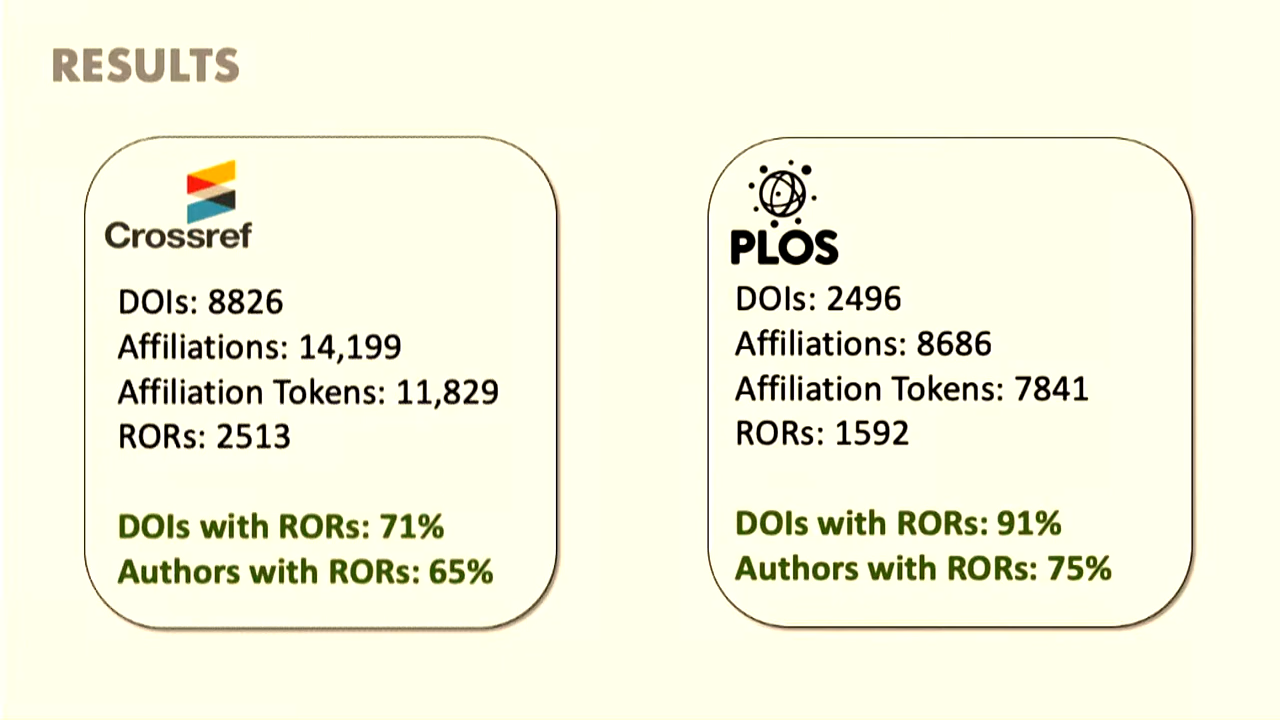 RESULTS
Crossref
DOIs: 8826
Affiliations: 14,199
Affiliation Tokens: 11,829
RORs: 2513
DOIs with RORs: 71%
Authors with RORs: 65%
PLOS
DOIs: 2496
Affiliations: 8686
Affiliation Tokens: 7841
RORs: 1592
DOIs with RORs: 91%
Authors with RORs: 75%